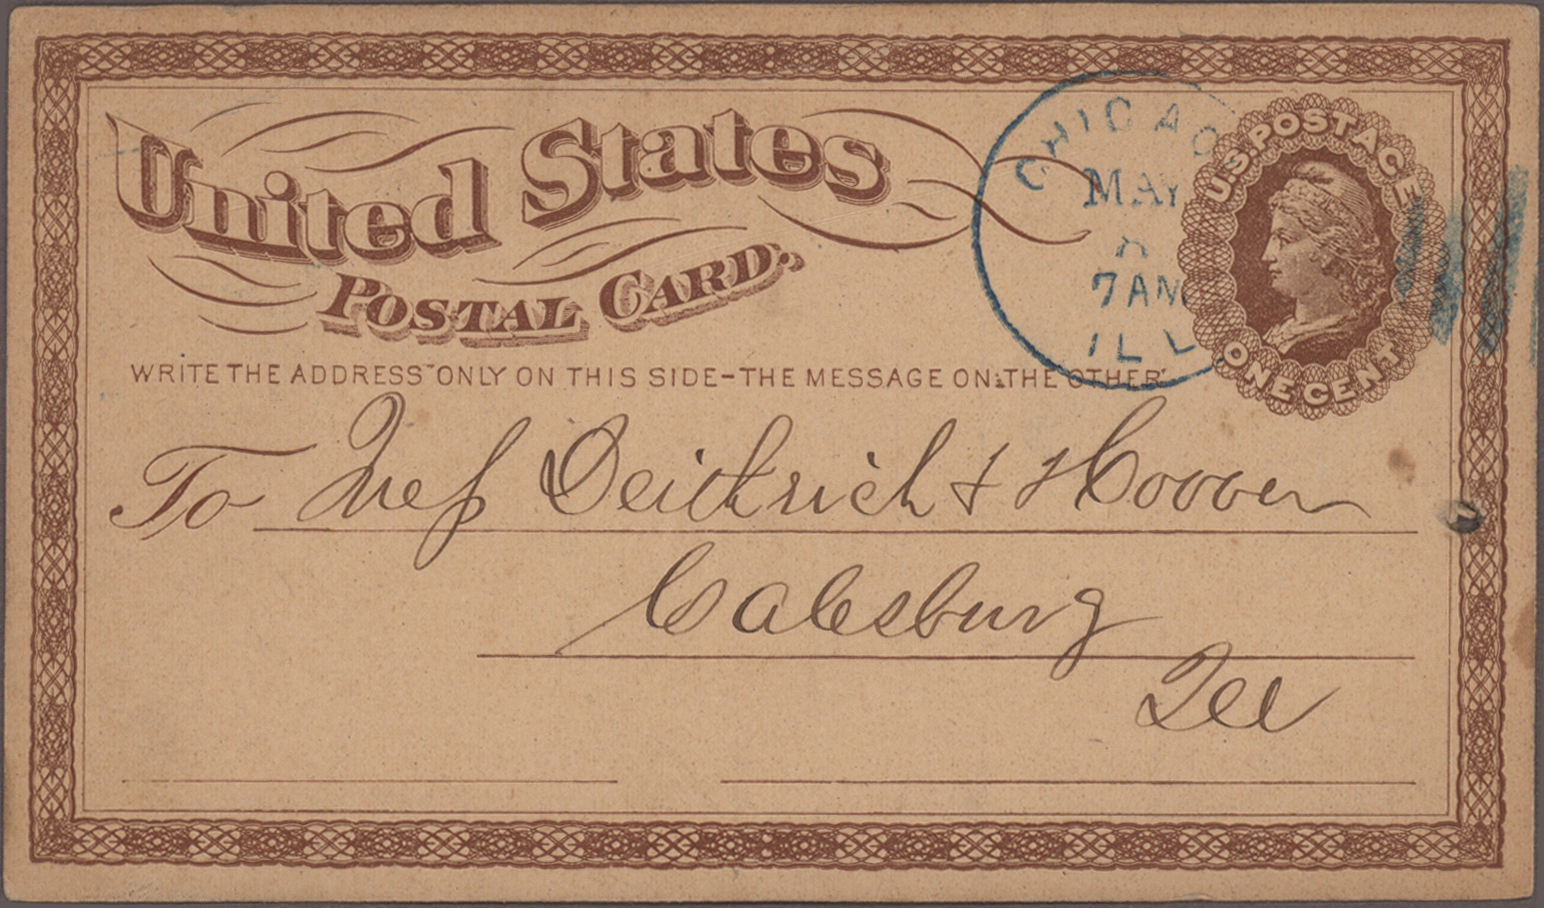 United States
POSTAL CARD.
CHICAGO
MAY
7AM
ILL
U.S. POSTAGE
ONE CENT
WRITE THE ADDRESS ONLY ON THIS SIDE-THE MESSAGE ON THE OTHER
To Mess Deitrich & Hoover
Galesburg
Ill